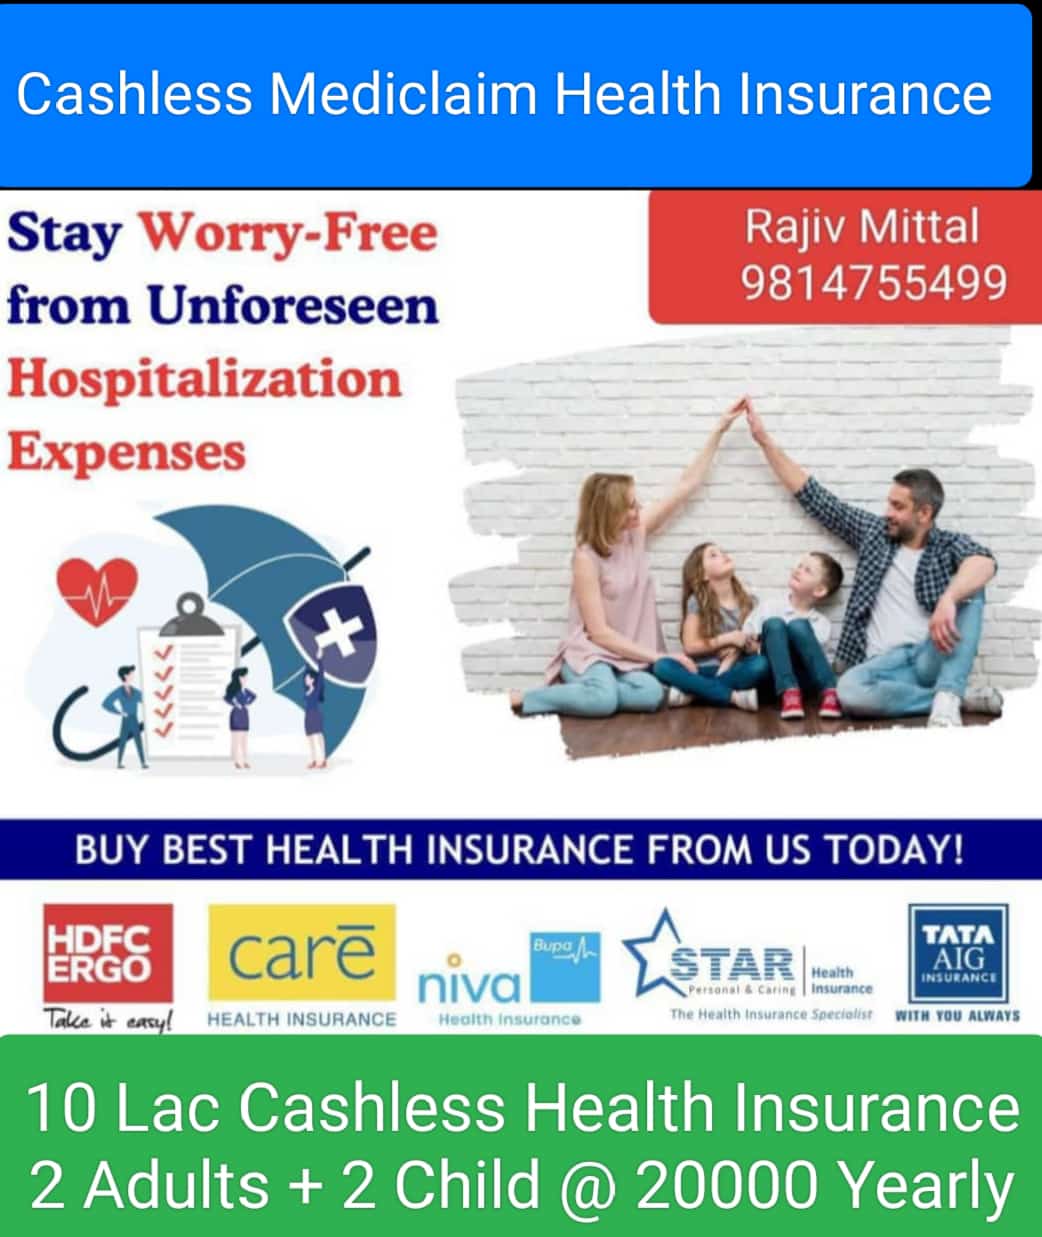 Cashless Mediclaim Health Insurance
Stay Worry-Free
from Unforeseen
Hospitalization
Expenses
Rajiv Mittal
9814755499
BUY BEST HEALTH INSURANCE FROM US TODAY!
HDFC
ERGO
Take it easy!
carē
HEALTH INSURANCE
niva
Bupa
Health Insurance
STAR
Personal & Caring
Health
Insurance
The Health Insurance Specialist
TATA
AIG
INSURANCE
WITH YOU ALWAYS
10 Lac Cashless Health Insurance
2 Adults + 2 Child @ 20000 Yearly